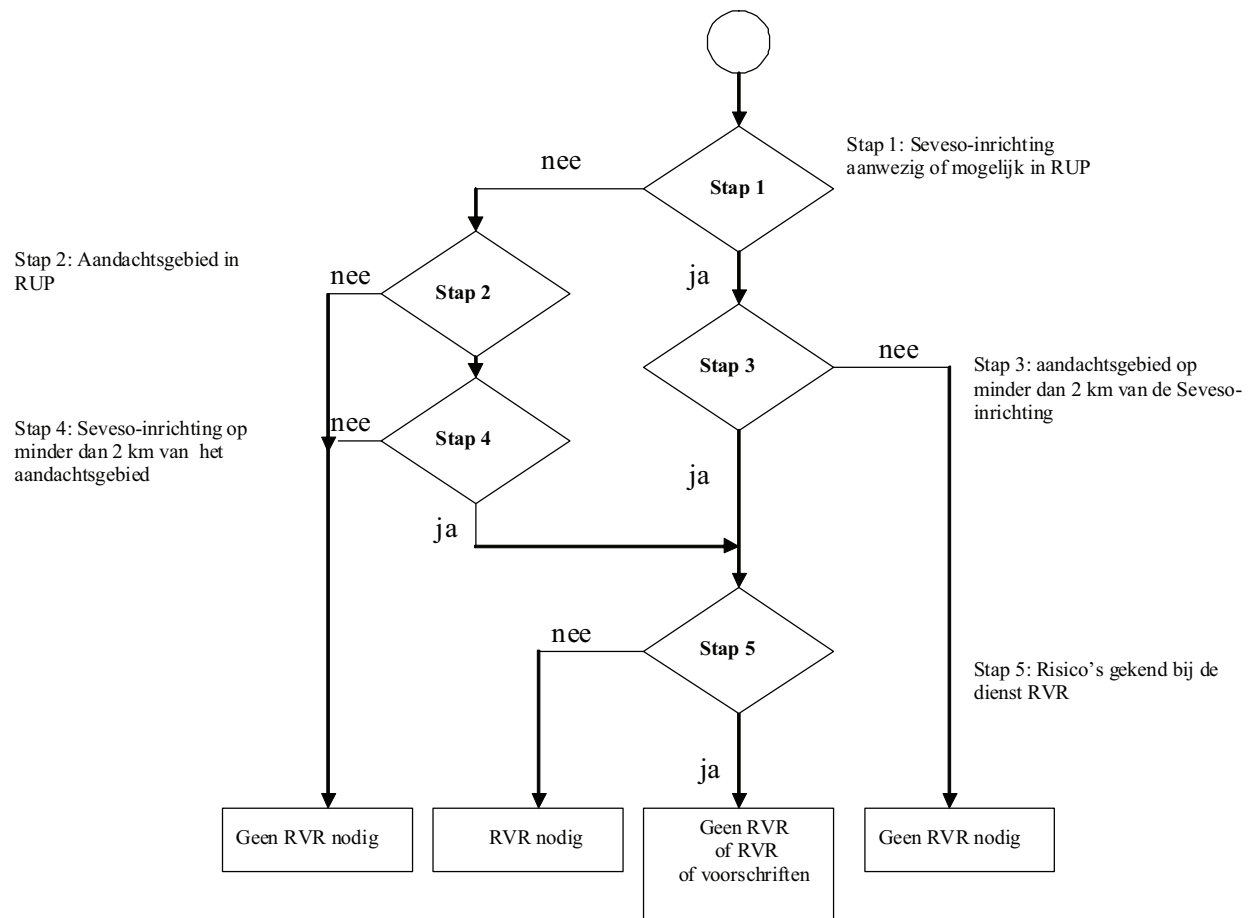 Stap 1: Seveso-inrichting
aanwezig of mogelijk in RUP
nee
Stap 1
Stap 2: Aandachtsgebied in
RUP
nee
Stap 2
ja
Stap 3
nee
Stap 3: aandachtsgebied op
minder dan 2 km van de Seveso-
inrichting
Stap 4: Seveso-inrichting op
minder dan 2 km van het
aandachtsgebied
nee
Stap 4
ja
ja
nee
Stap 5
Stap 5: Risico’s gekend bij de
dienst RVR
ja
Geen RVR nodig
RVR nodig
Geen RVR
of RVR
of voorschriften
Geen RVR nodig